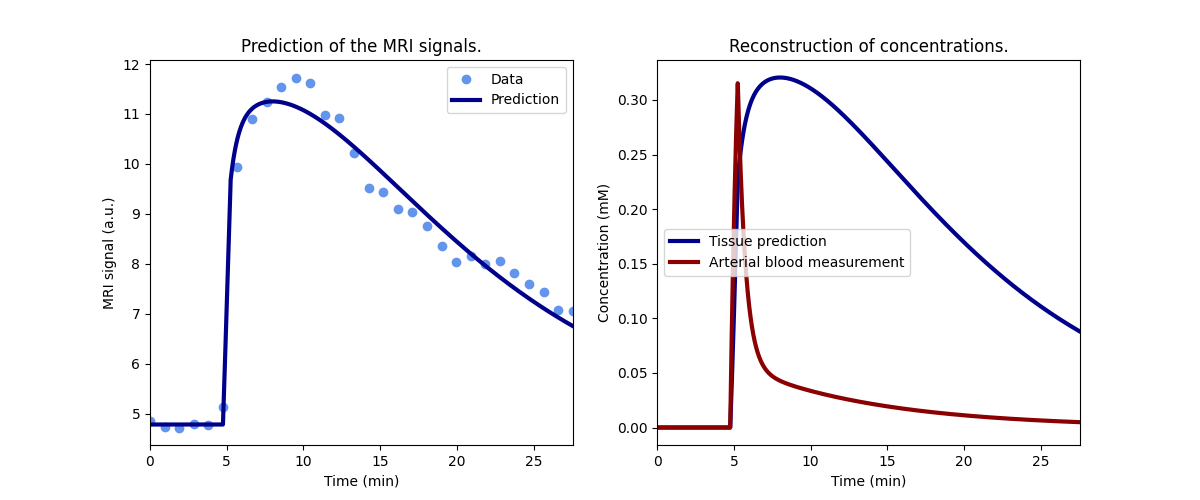 Prediction of the MRI signals.
12
11
10
9
8
7
6
5
MRI signal (a.u.)
0
5
10
15
20
25
Time (min)
Data
Prediction
Reconstruction of concentrations.
0.30
0.25
0.20
0.15
0.10
0.05
0.00
Concentration (mM)
0
5
10
15
20
25
Time (min)
Tissue prediction
Arterial blood measurement